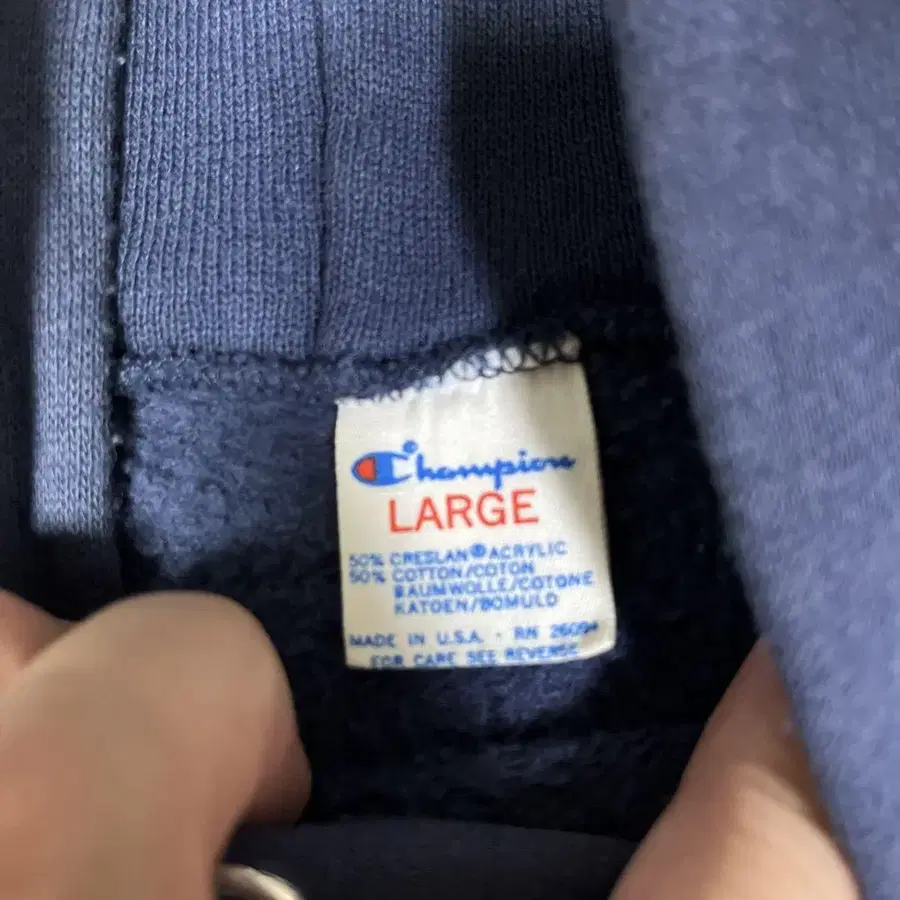 Champion
LARGE
50% CRESLAN® ACRYLIC
50% COTTON/COTON
BAUMWOLLE/COTONE
KATOEN/BOMULD
MADE IN U.S.A. · RN 26094
FOR CARE SEE REVERSE